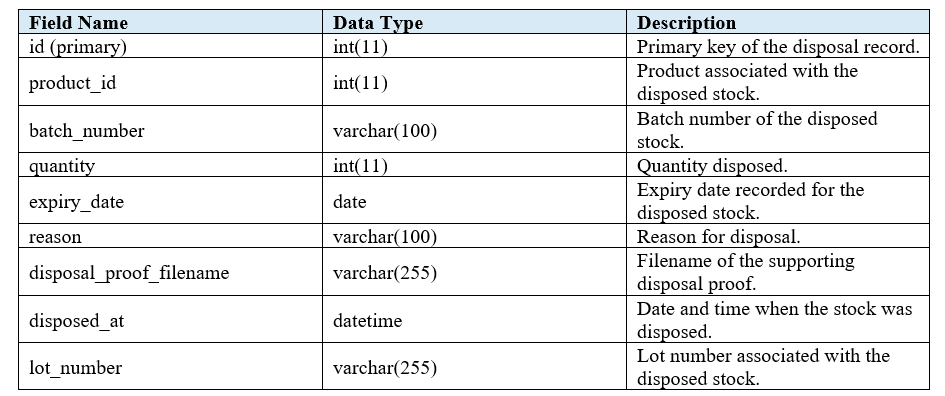 Field Name Data Type Description
id (primary) int(11) Primary key of the disposal record.
product_id int(11) Product associated with the
disposed stock.
batch_number varchar(100) Batch number of the disposed
stock.
quantity int(11) Quantity disposed.
expiry_date date Expiry date recorded for the
disposed stock.
reason varchar(100) Reason for disposal.
disposal_proof_filename varchar(255) Filename of the supporting
disposal proof.
disposed_at datetime Date and time when the stock was
disposed.
lot_number varchar(255) Lot number associated with the
disposed stock.